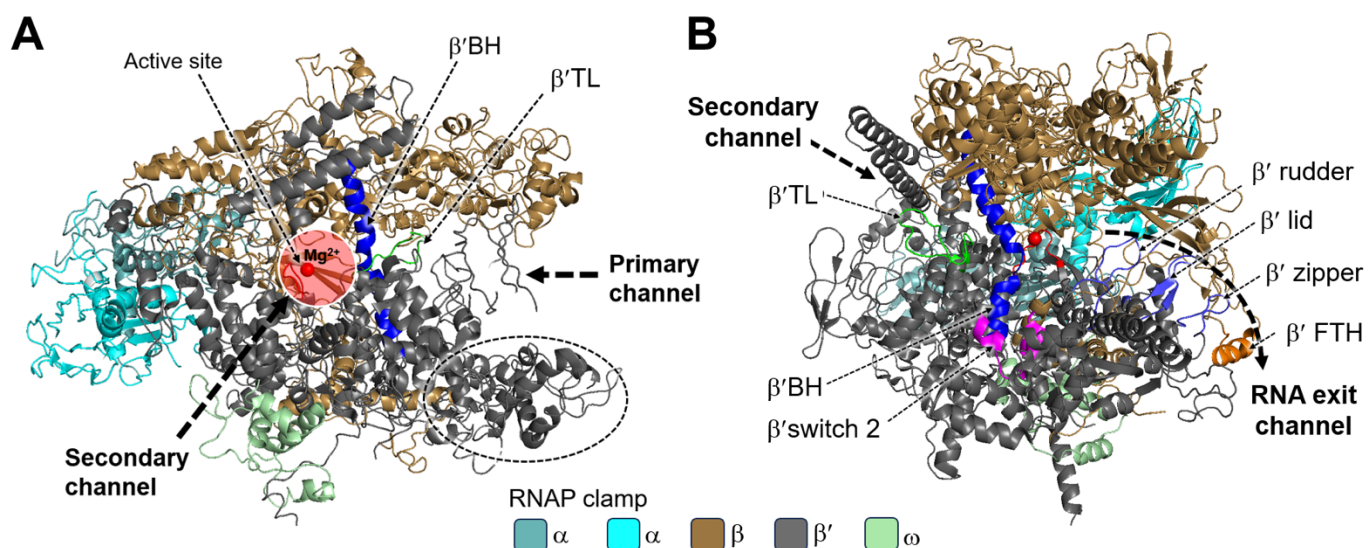 A
Active site
β′BH
β′TL
Mg2+
Primary
channel
Secondary
channel
RNAP clamp
B
Secondary
channel
β′TL
β′BH
β′switch 2
β′ rudder
β′ lid
β′ zipper
β′ FTH
RNA exit
channel
α
α
β
β′
ω